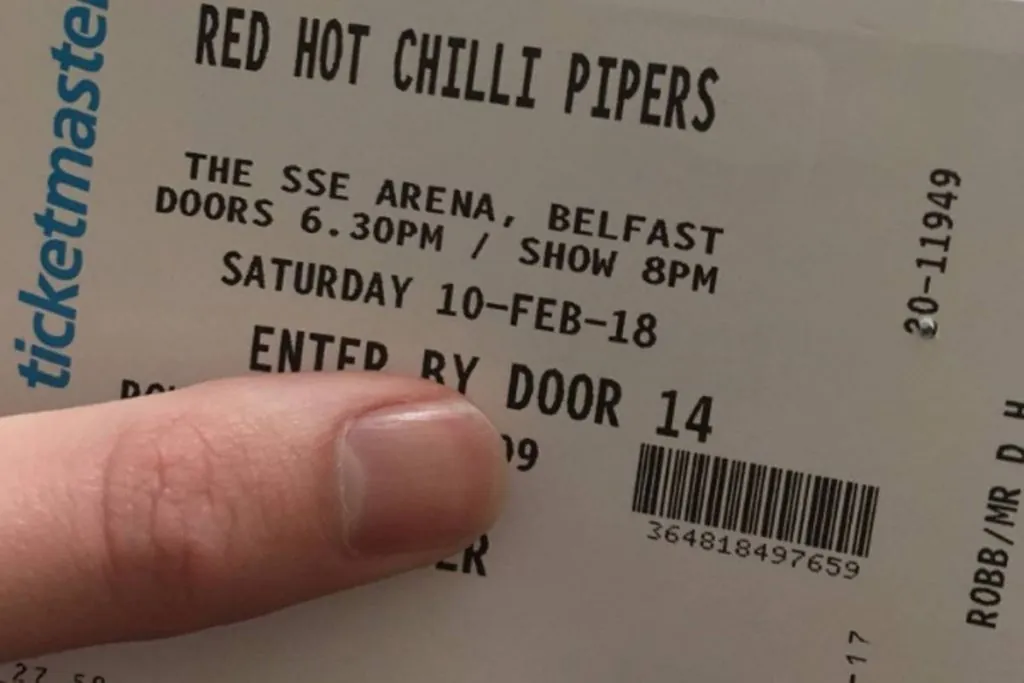 ticketmaster
RED HOT CHILLI PIPERS
THE SSE ARENA, BELFAST
DOORS 6.30PM / SHOW 8PM
SATURDAY 10-FEB-18
ENTER BY DOOR 14
364818497659
20-11949
ROBB/MR D H